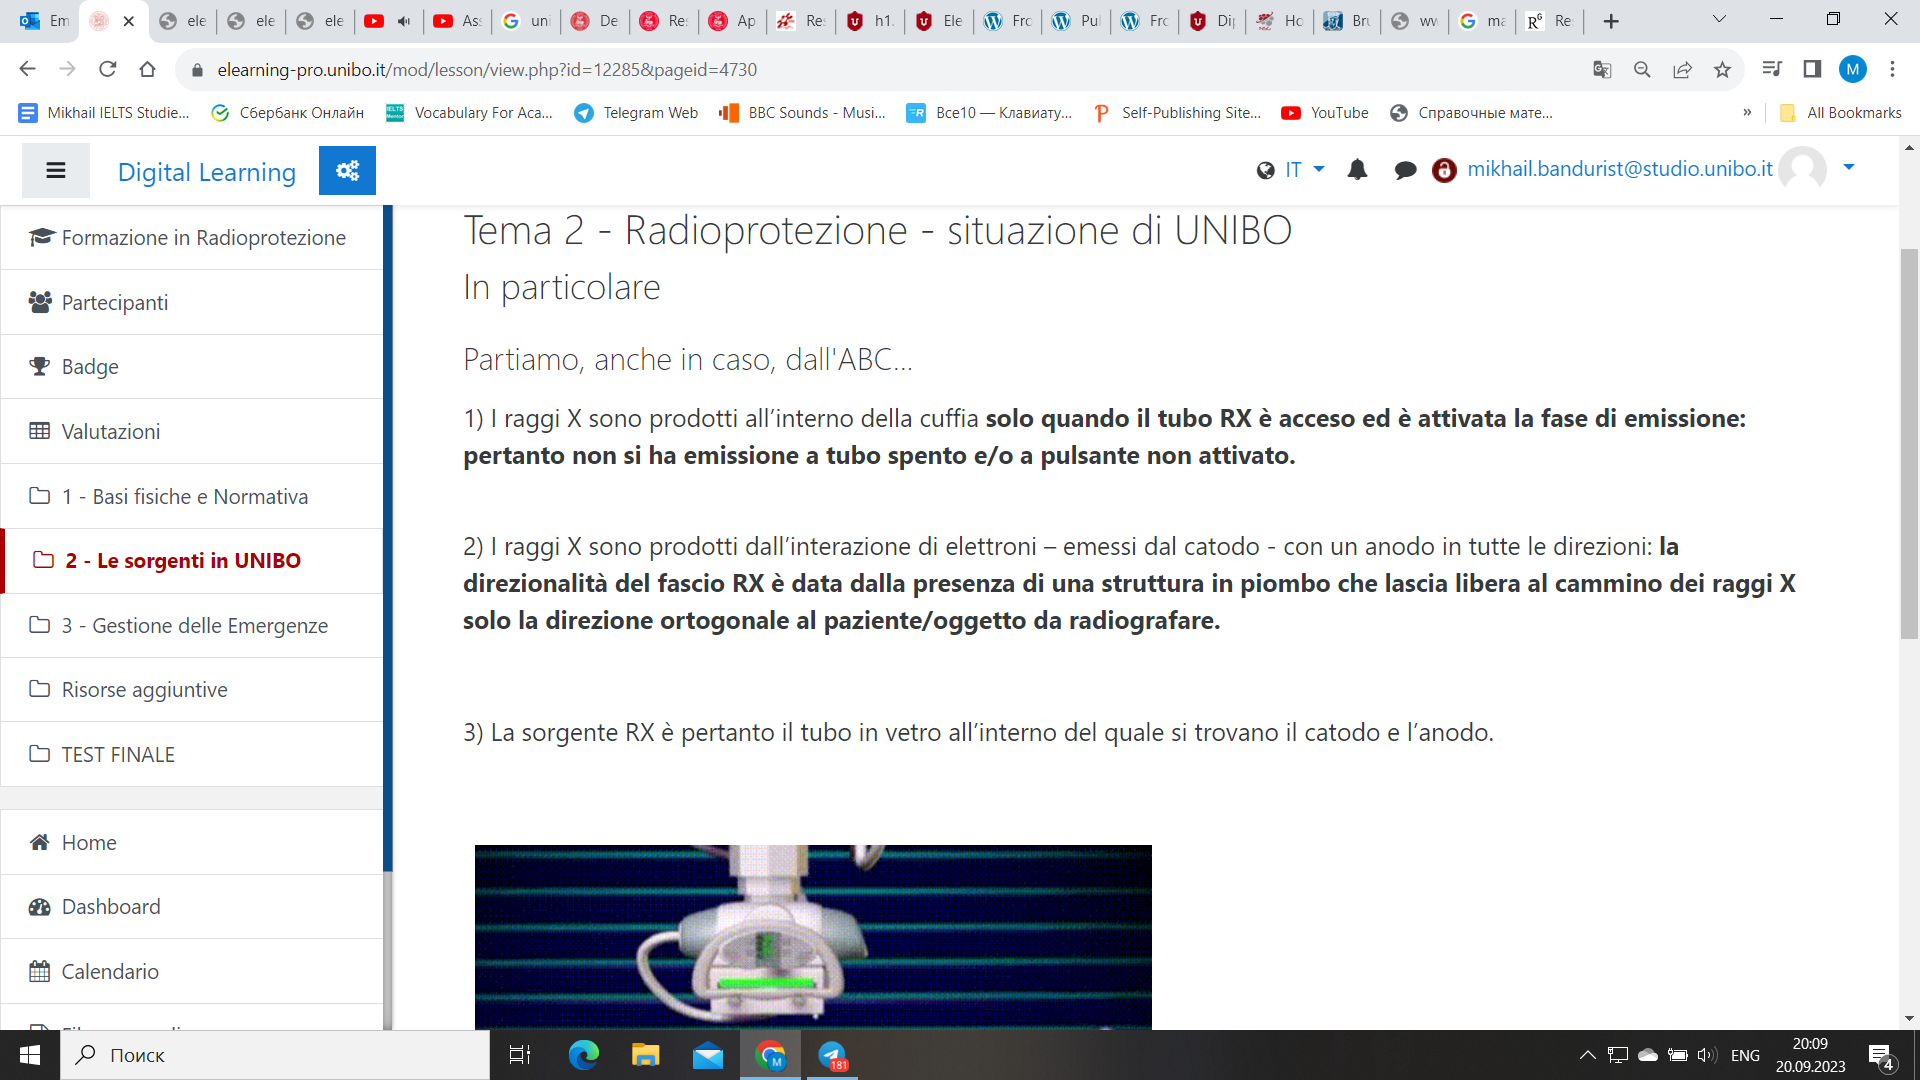 Em
ele
ele
ele
Ass
uni
De
Res
Ap
Res
h1.
Ele
Fro
Pul
Fro
Dip
Ho
Bru
ww
ma
Re
elearning-pro.unibo.it/mod/lesson/view.php?id=12285&pageid=4730
M
Mikhail IELTS Studie...
Сбербанк Онлайн
Vocabulary For Aca...
Telegram Web
BBC Sounds - Musi...
Все10 — Клавиату...
Self-Publishing Site...
YouTube
Справочные мате...
»
All Bookmarks
Digital Learning
IT
mikhail.bandurist@studio.unibo.it
Formazione in Radioprotezione
Partecipanti
Badge
Valutazioni
1 - Basi fisiche e Normativa
2 - Le sorgenti in UNIBO
3 - Gestione delle Emergenze
Risorse aggiuntive
TEST FINALE
Home
Dashboard
Calendario
Tema 2 - Radioprotezione - situazione di UNIBO
In particolare
Partiamo, anche in caso, dall'ABC...
1) I raggi X sono prodotti all’interno della cuffia solo quando il tubo RX è acceso ed è attivata la fase di emissione:
pertanto non si ha emissione a tubo spento e/o a pulsante non attivato.
2) I raggi X sono prodotti dall’interazione di elettroni – emessi dal catodo - con un anodo in tutte le direzioni: la
direzionalità del fascio RX è data dalla presenza di una struttura in piombo che lascia libera al cammino dei raggi X
solo la direzione ortogonale al paziente/oggetto da radiografare.
3) La sorgente RX è pertanto il tubo in vetro all’interno del quale si trovano il catodo e l’anodo.
Поиск
M
181
ENG
20:09
20.09.2023
4